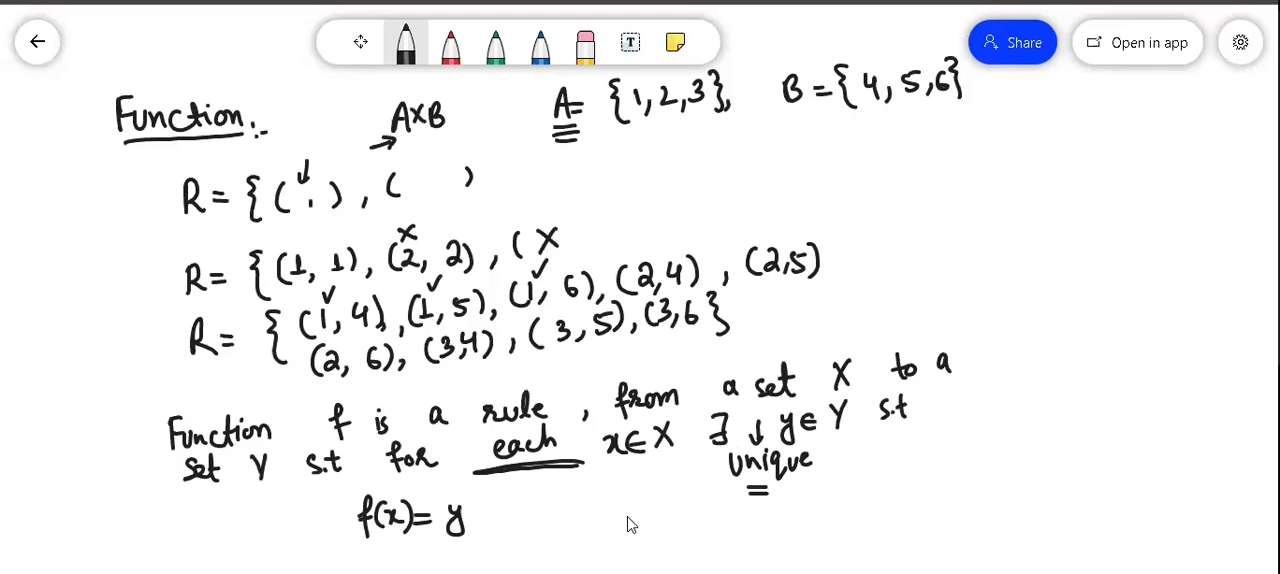 Share
Open in app
T
Function:-
A×B
A= {1,2,3}, B={4,5,6}
R= {( , ), ( )
R= {(1, 1), (2, 2), ( X
R= {(1, 4), (1, 5), (1, 6), (2,4), (2,5)
(2, 6), (3,4), (3, 5), (3,6}
Function f is a rule, from a set X to a
set Y s.t for each x∈X ∃ ↓ y∈Y s.t
unique
f(x)= y